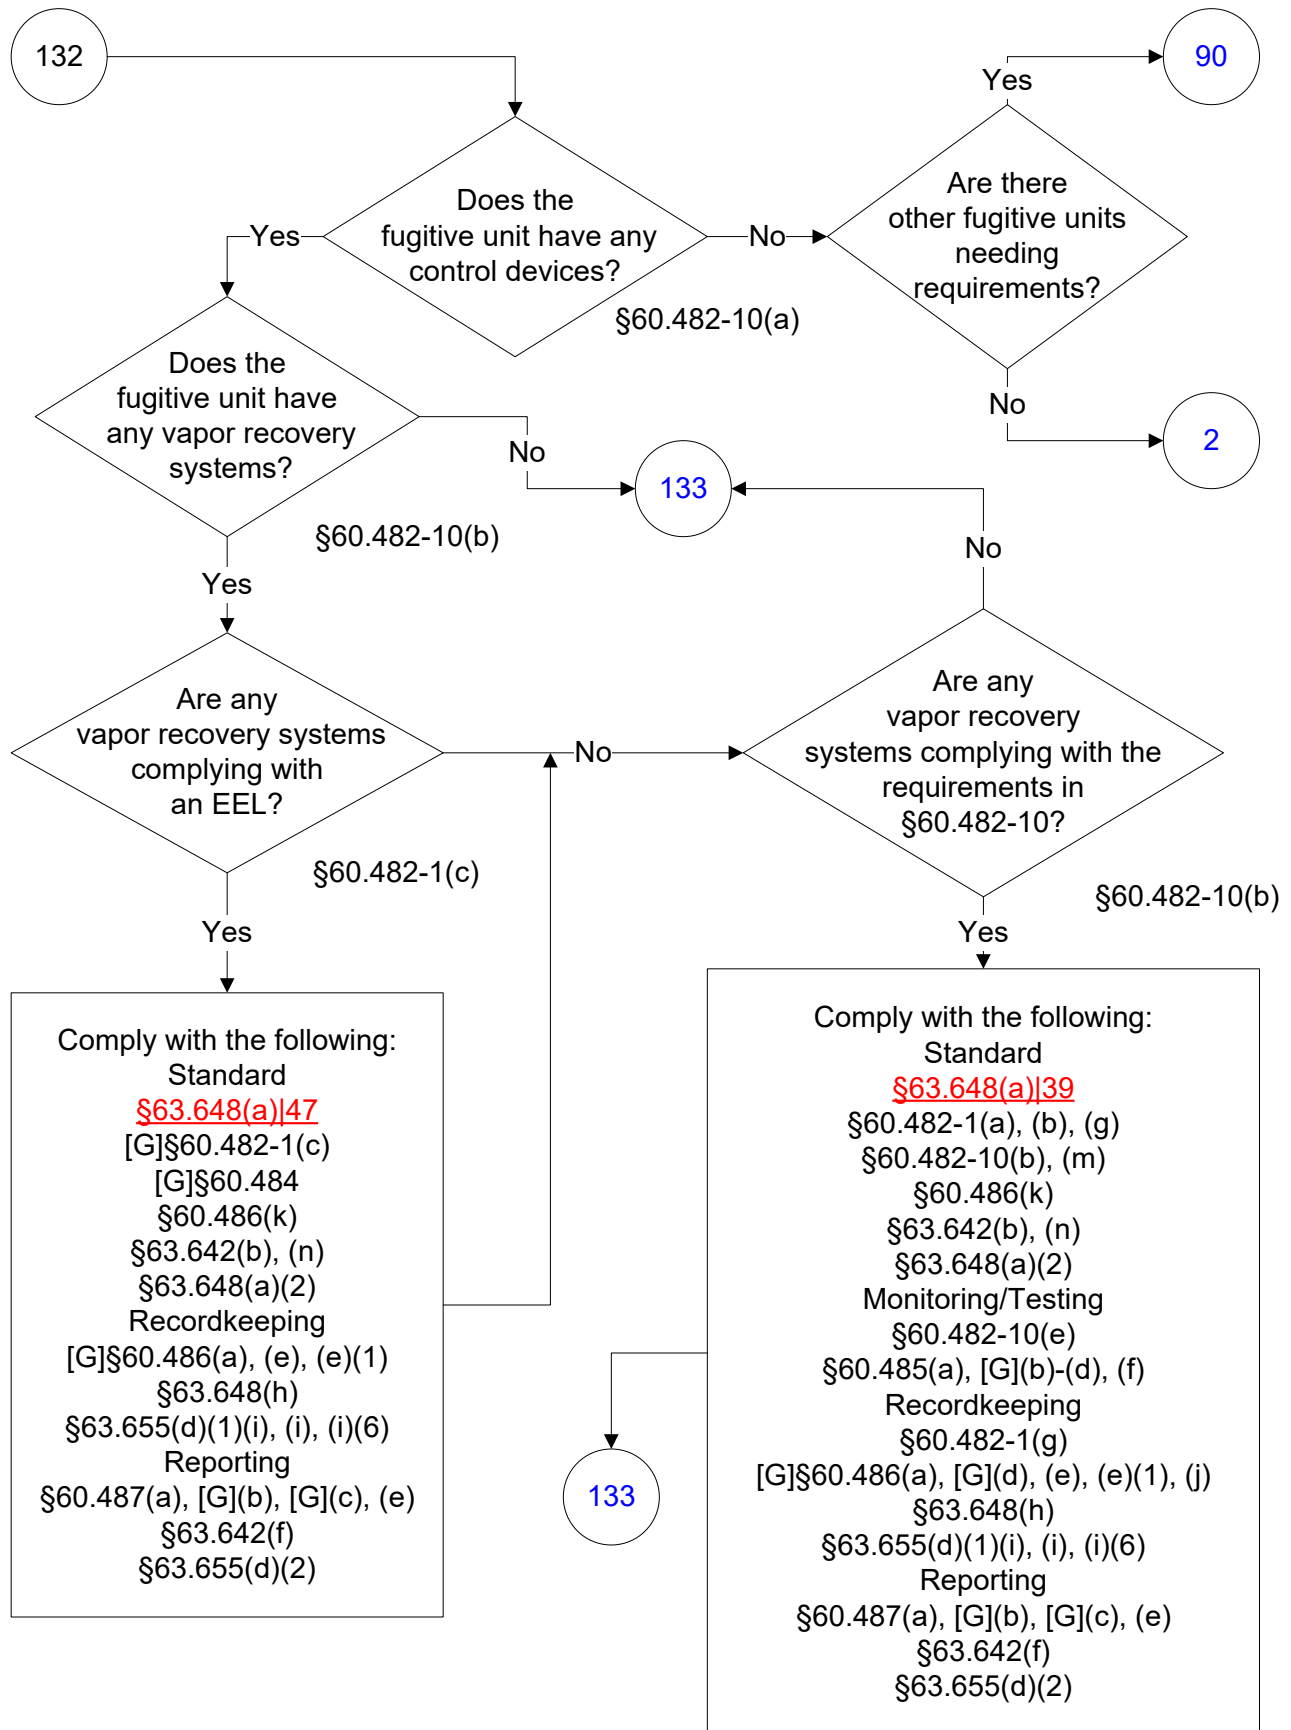 132
90
Yes
Does the
fugitive unit have any
control devices?
Yes
No
Are there
other fugitive units
needing
requirements?
§60.482-10(a)
No
2
Does the
fugitive unit have
any vapor recovery
systems?
No
133
§60.482-10(b)
Yes
No
Are any
vapor recovery systems
complying with
an EEL?
No
Are any
vapor recovery
systems complying with the
requirements in
§60.482-10?
§60.482-1(c)
§60.482-10(b)
Yes
Yes
Comply with the following:
Standard
§63.648(a)|47
[G]§60.482-1(c)
[G]§60.484
§60.486(k)
§63.642(b), (n)
§63.648(a)(2)
Recordkeeping
[G]§60.486(a), (e), (e)(1)
§63.648(h)
§63.655(d)(1)(i), (i), (i)(6)
Reporting
§60.487(a), [G](b), [G](c), (e)
§63.642(f)
§63.655(d)(2)
133
Comply with the following:
Standard
§63.648(a)|39
§60.482-1(a), (b), (g)
§60.482-10(b), (m)
§60.486(k)
§63.642(b), (n)
§63.648(a)(2)
Monitoring/Testing
§60.482-10(e)
§60.485(a), [G](b)-(d), (f)
Recordkeeping
§60.482-1(g)
[G]§60.486(a), [G](d), (e), (e)(1), (j)
§63.648(h)
§63.655(d)(1)(i), (i), (i)(6)
Reporting
§60.487(a), [G](b), [G](c), (e)
§63.642(f)
§63.655(d)(2)